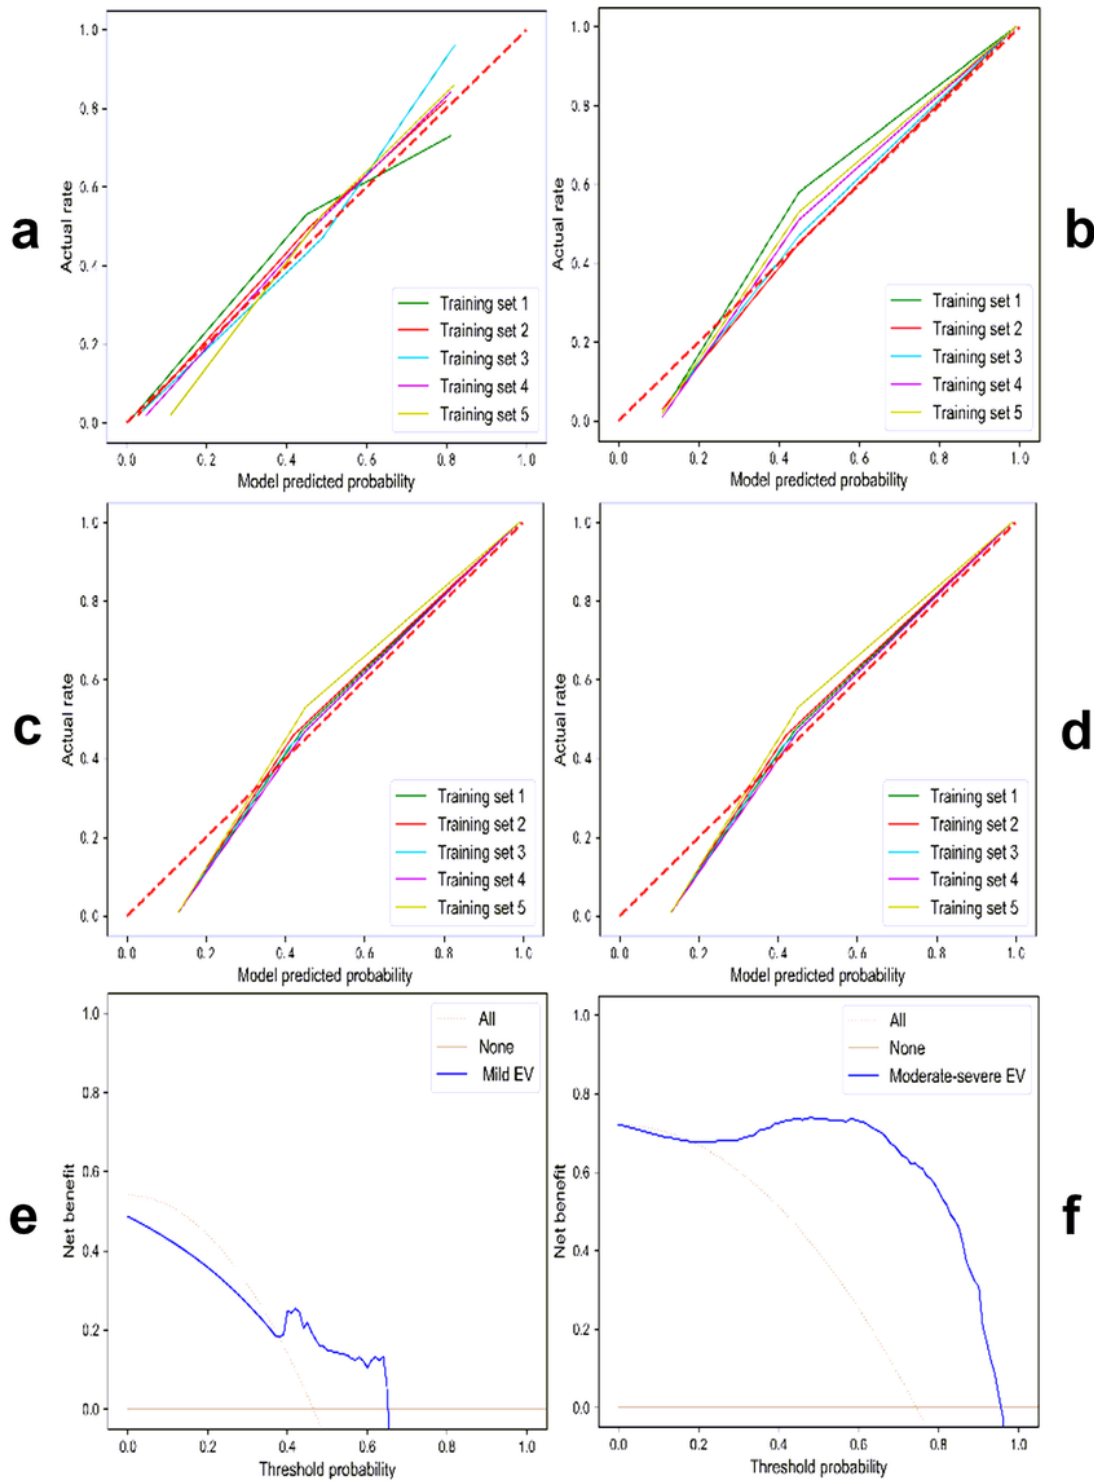 a
1.0
0.8
0.6
0.4
0.2
0.0
Actual rate
Training set 1
Training set 2
Training set 3
Training set 4
Training set 5
0.0 0.2 0.4 0.6 0.8 1.0
Model predicted probability
b
1.0
0.8
0.6
0.4
0.2
0.0
Actual rate
Training set 1
Training set 2
Training set 3
Training set 4
Training set 5
0.0 0.2 0.4 0.6 0.8 1.0
Model predicted probability
c
1.0
0.8
0.6
0.4
0.2
0.0
Actual rate
Training set 1
Training set 2
Training set 3
Training set 4
Training set 5
0.0 0.2 0.4 0.6 0.8 1.0
Model predicted probability
d
1.0
0.8
0.6
0.4
0.2
0.0
Actual rate
Training set 1
Training set 2
Training set 3
Training set 4
Training set 5
0.0 0.2 0.4 0.6 0.8 1.0
Model predicted probability
e
1.0
0.8
0.6
0.4
0.2
0.0
Net benefit
All
None
Mild EV
0.0 0.2 0.4 0.6 0.8 1.0
Threshold probability
f
1.0
0.8
0.6
0.4
0.2
0.0
Net benefit
All
None
Moderate-severe EV
0.0 0.2 0.4 0.6 0.8 1.0
Threshold probability